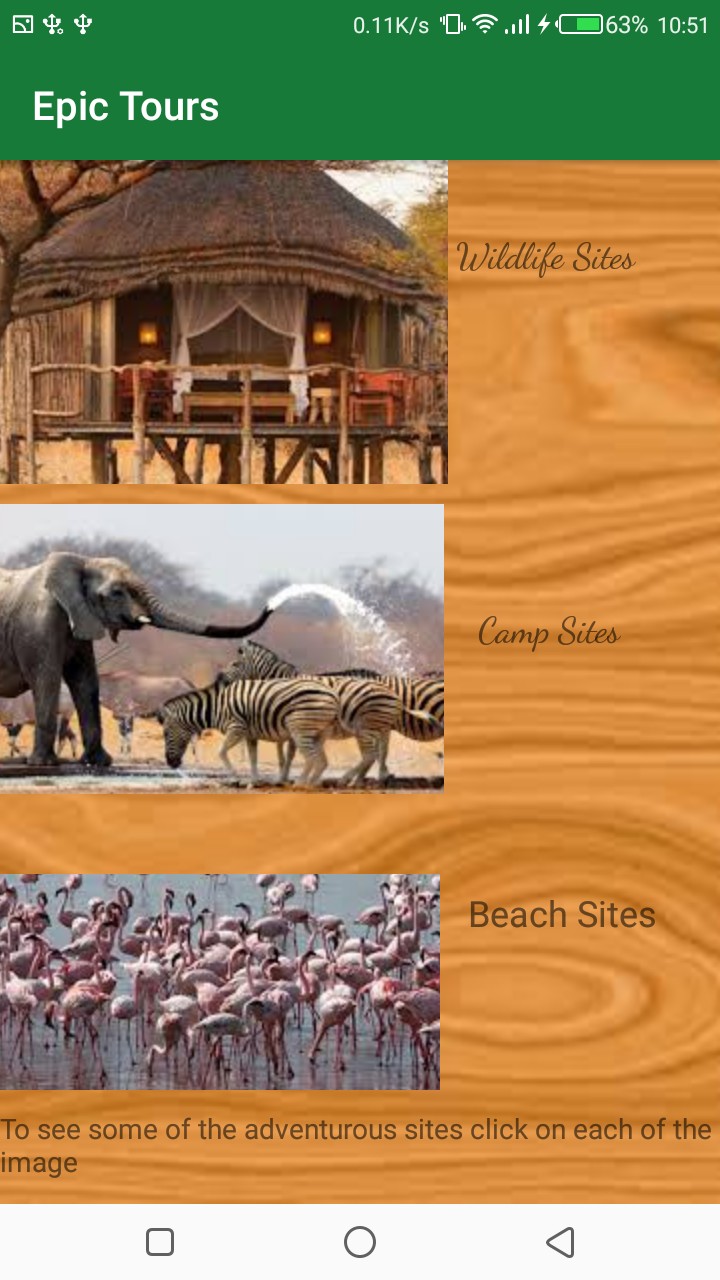 0.11K/s 63% 10:51
Epic Tours
Wildlife Sites
Camp Sites
Beach Sites
To see some of the adventurous sites click on each of the
image